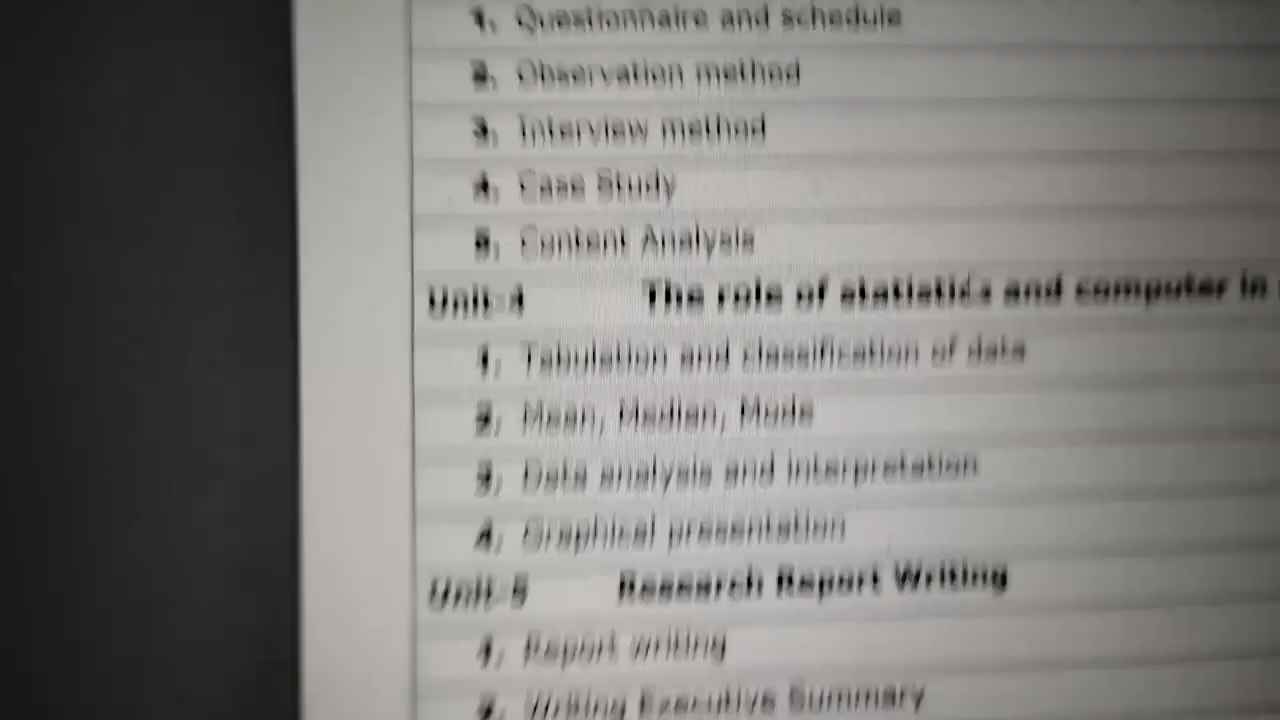 1. Questionnaire and schedule
2. Observation method
3. Interview method
4. Case Study
5. Content Analysis
Unit-4 The role of statistics and computer in
1. Tabulation and classification of data
2. Mean, Median, Mode
3. Data analysis and interpretation
4. Graphical presentation
Unit-5 Research Report Writing
1. Report writing
2. Writing Executive Summary